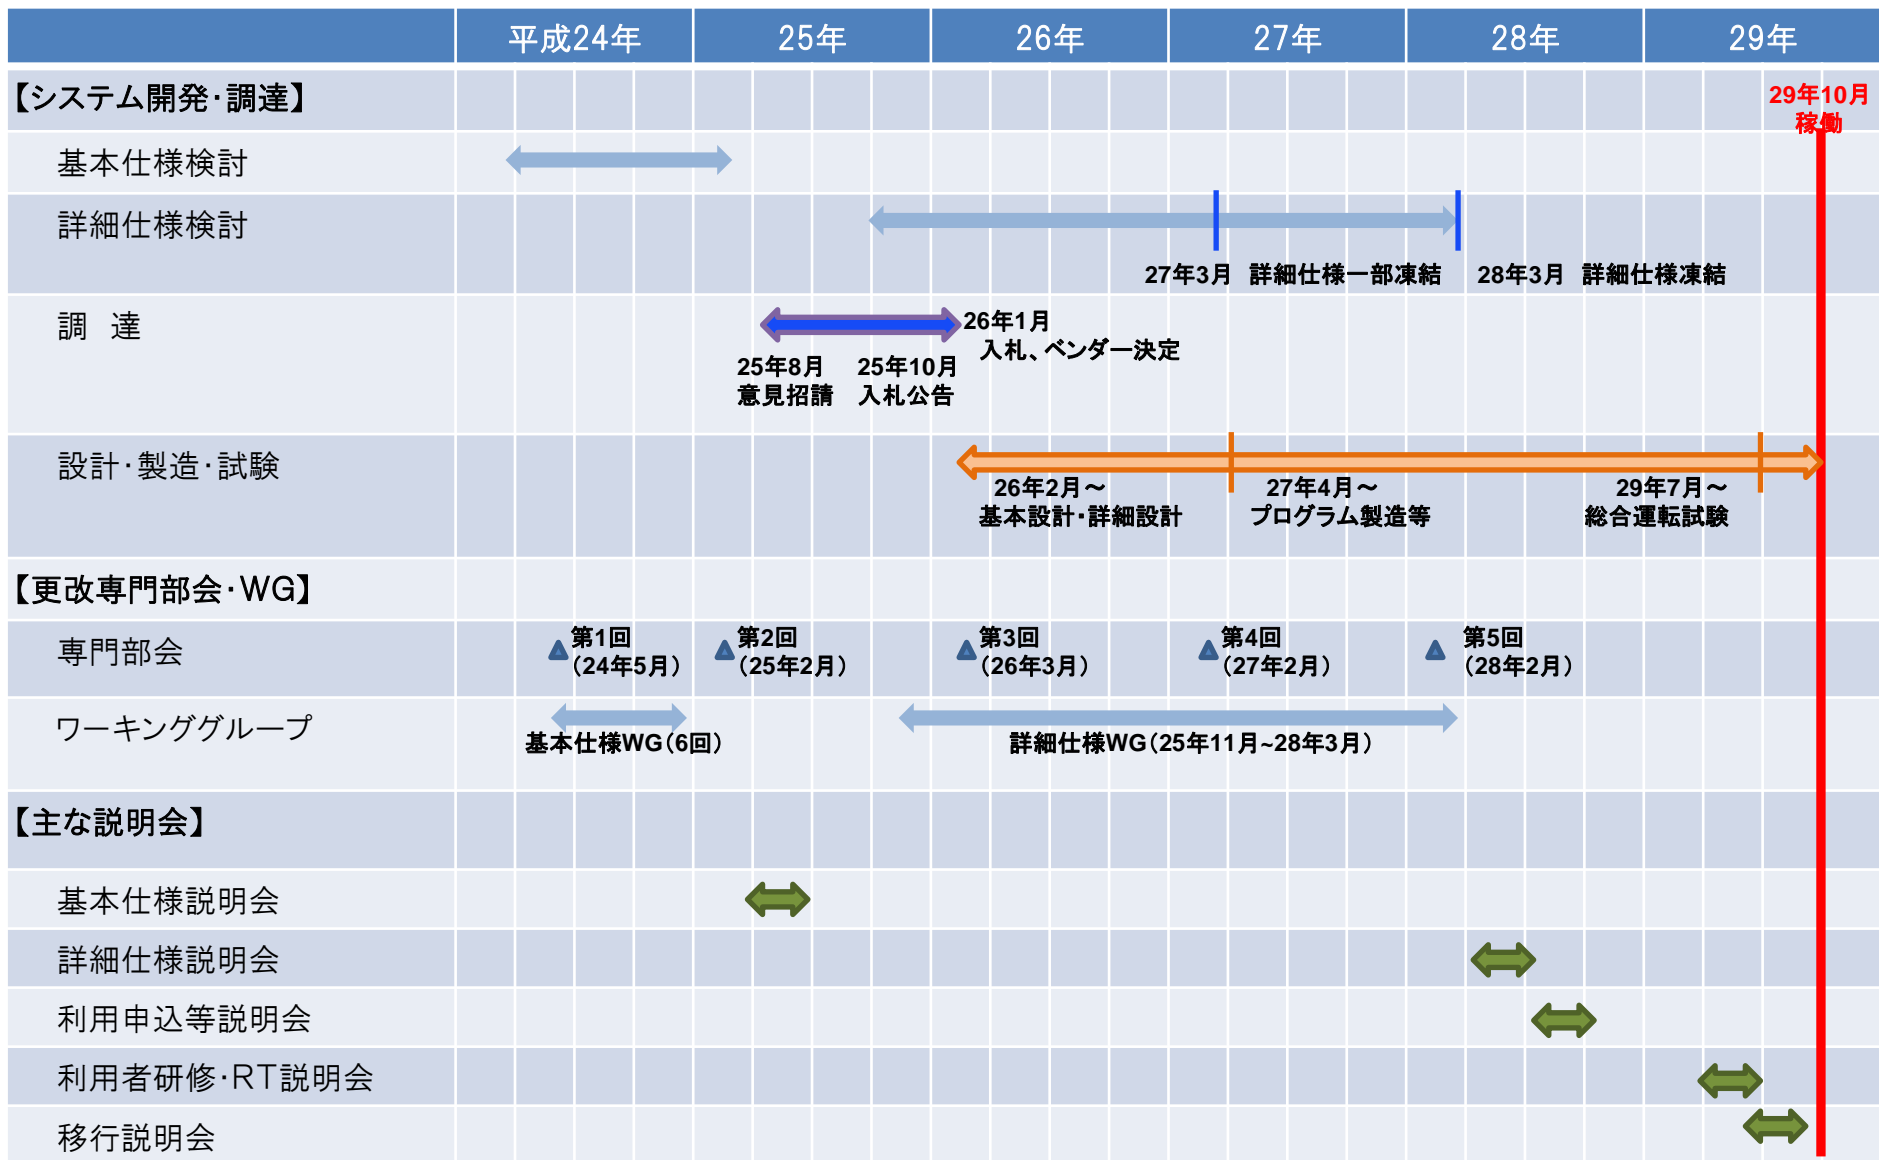 平成24年 25年 26年 27年 28年 29年
【システム開発・調達】
29年10月
稼働
基本仕様検討
詳細仕様検討
27年3月 詳細仕様一部凍結 28年3月 詳細仕様凍結
調 達
26年1月
入札、ベンダー決定
25年8月 25年10月
意見招請 入札公告
設計・製造・試験
26年2月～ 27年4月～ 29年7月～
基本設計・詳細設計 プログラム製造等 総合運転試験
【更改専門部会・WG】
専門部会
第1回 第2回 第3回 第4回 第5回
（24年5月） （25年2月） （26年3月） （27年2月） （28年2月）
ワーキンググループ
基本仕様WG（6回） 詳細仕様WG（25年11月~28年3月）
【主な説明会】
基本仕様説明会
詳細仕様説明会
利用申込等説明会
利用者研修・RT説明会
移行説明会